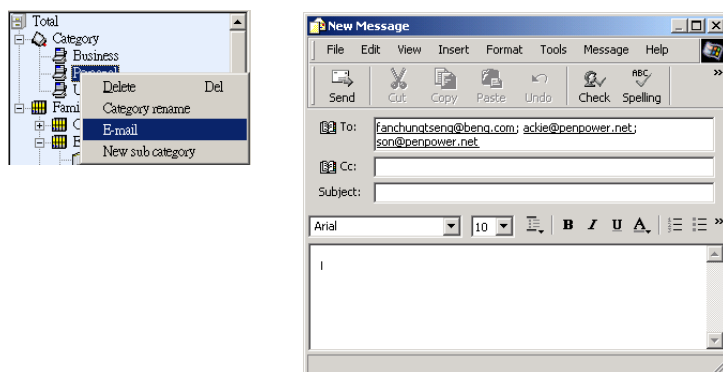 Total
Category
Business
Delete Del
Category rename
E-mail
New sub category
New Message
File Edit View Insert Format Tools Message Help
Send Cut Copy Paste Undo Check Spelling
ABC
To: fanchungtseng@benq.com; ackie@penpower.net;
son@penpower.net
Cc:
Subject:
Arial 10 B I U A